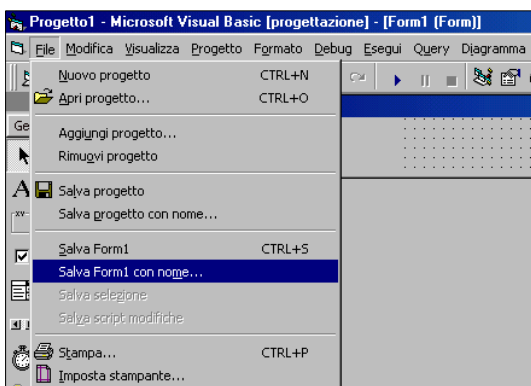 Progetto1 - Microsoft Visual Basic [progettazione] - [Form1 (Form)]
File Modifica Visualizza Progetto Formato Debug Esegui Query Diagramma
Nuovo progetto CTRL+N
Apri progetto... CTRL+O
Ge
Aggiungi progetto...
Rimuovi progetto
A
Salva progetto
Salva progetto con nome...
xv
Salva Form1 CTRL+S
Salva Form1 con nome...
Salva selezione
Salva script modifiche
Stampa... CTRL+P
Imposta stampante...